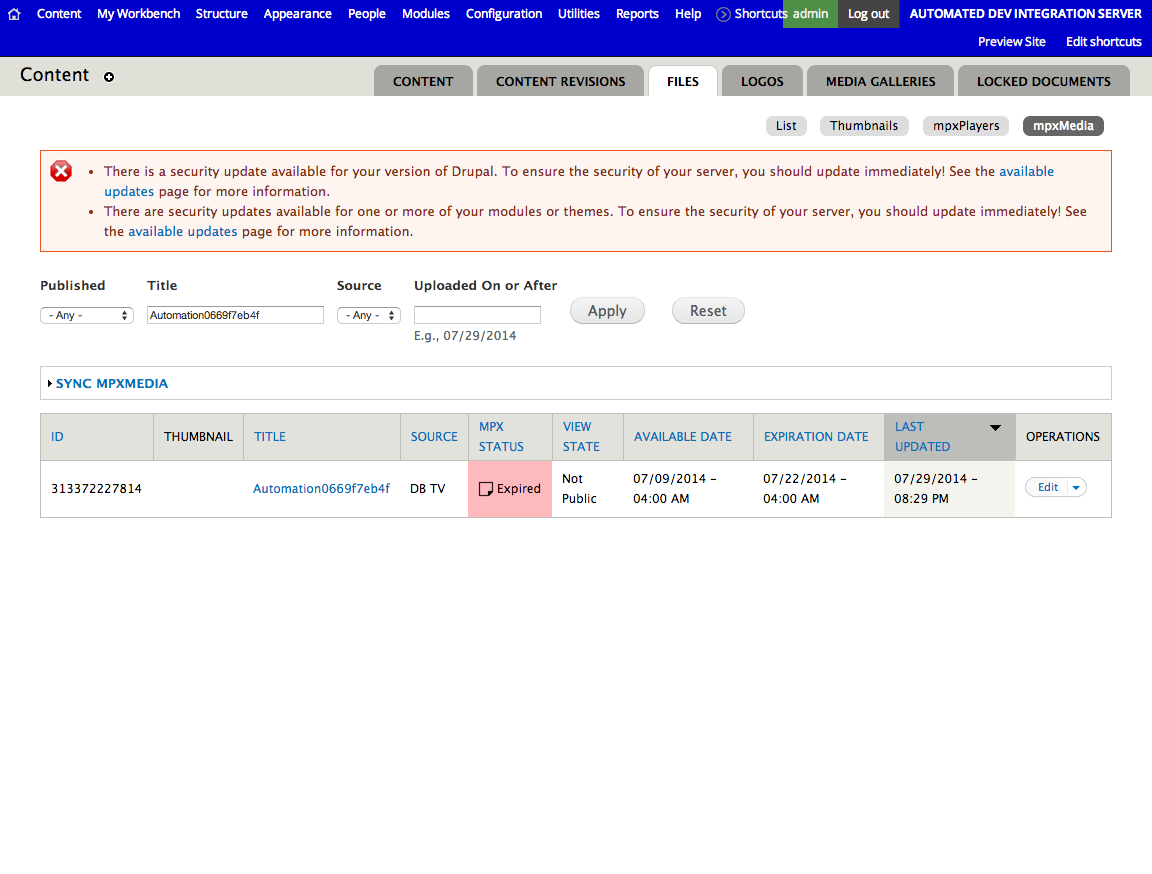 Content My Workbench Structure Appearance People Modules Configuration Utilities Reports Help Shortcuts admin Log out AUTOMATED DEV INTEGRATION SERVER
Preview Site Edit shortcuts
Content
CONTENT CONTENT REVISIONS FILES LOGOS MEDIA GALLERIES LOCKED DOCUMENTS
List Thumbnails mpxPlayers mpxMedia
• There is a security update available for your version of Drupal. To ensure the security of your server, you should update immediately! See the available
updates page for more information.
• There are security updates available for one or more of your modules or themes. To ensure the security of your server, you should update immediately! See
the available updates page for more information.
Published Title Source Uploaded On or After
- Any - Automation0669f7eb4f - Any - Apply Reset
E.g., 07/29/2014
SYNC MPXMEDIA
ID THUMBNAIL TITLE SOURCE MPX STATUS VIEW STATE AVAILABLE DATE EXPIRATION DATE LAST UPDATED OPERATIONS
313372227814 Automation0669f7eb4f DB TV Expired Not Public 07/09/2014 - 04:00 AM 07/22/2014 - 04:00 AM 07/29/2014 - 08:29 PM Edit